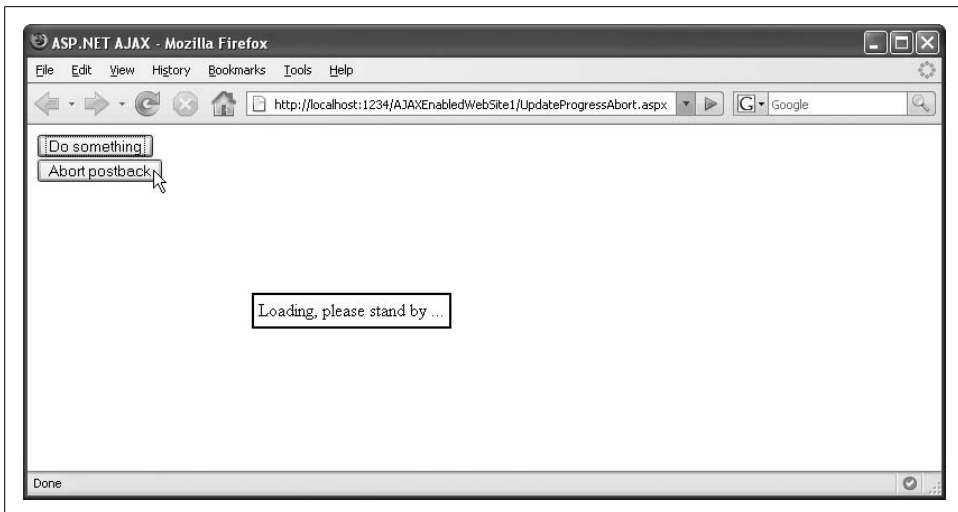 ASP.NET AJAX - Mozilla Firefox
File Edit View History Bookmarks Tools Help
http://localhost:1234/AJAXEnabledWebSite1/UpdateProgressAbort.aspx G Google
Do something
Abort postback
Loading, please stand by ...
Done